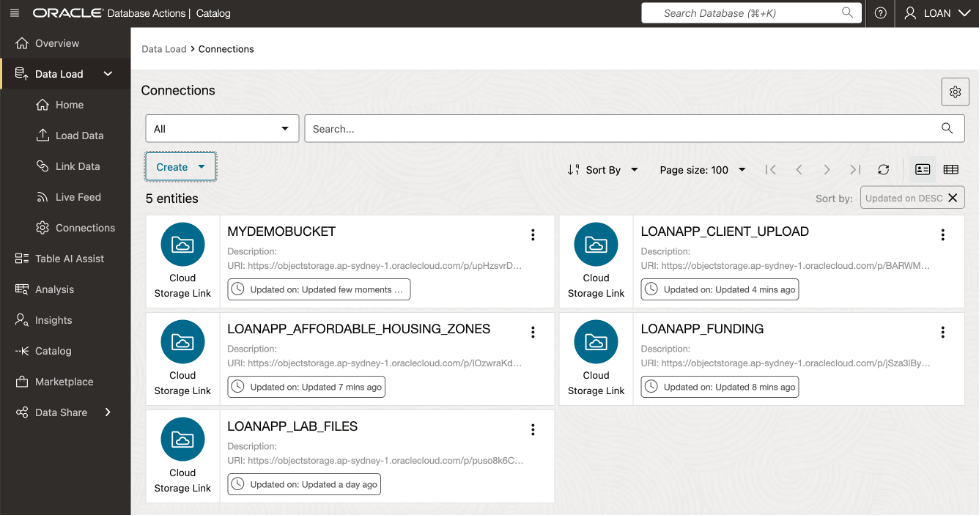 ORACLE Database Actions | Catalog
Search Database (⌘+K)
LOAN
Overview
Data Load
Home
Load Data
Link Data
Live Feed
Connections
Table AI Assist
Analysis
Insights
Catalog
Marketplace
Data Share
Data Load > Connections
Connections
All
Search...
Create
Sort By
Page size: 100
5 entities
Sort by: Updated on DESC
Cloud
Storage Link
MYDEMOBUCKET
Description:
URI: https://objectstorage.ap-sydney-1.oraclecloud.com/p/upHzsvrD...
Updated on: Updated few moments ...
Cloud
Storage Link
LOANAPP_CLIENT_UPLOAD
Description:
URI: https://objectstorage.ap-sydney-1.oraclecloud.com/p/BARWM...
Updated on: Updated 4 mins ago
Cloud
Storage Link
LOANAPP_AFFORDABLE_HOUSING_ZONES
Description:
URI: https://objectstorage.ap-sydney-1.oraclecloud.com/p/IOzwraKd...
Updated on: Updated 7 mins ago
Cloud
Storage Link
LOANAPP_FUNDING
Description:
URI: https://objectstorage.ap-sydney-1.oraclecloud.com/p/jSza3IBy...
Updated on: Updated 8 mins ago
Cloud
Storage Link
LOANAPP_LAB_FILES
Description:
URI: https://objectstorage.ap-sydney-1.oraclecloud.com/p/puso8k6C...
Updated on: Updated a day ago